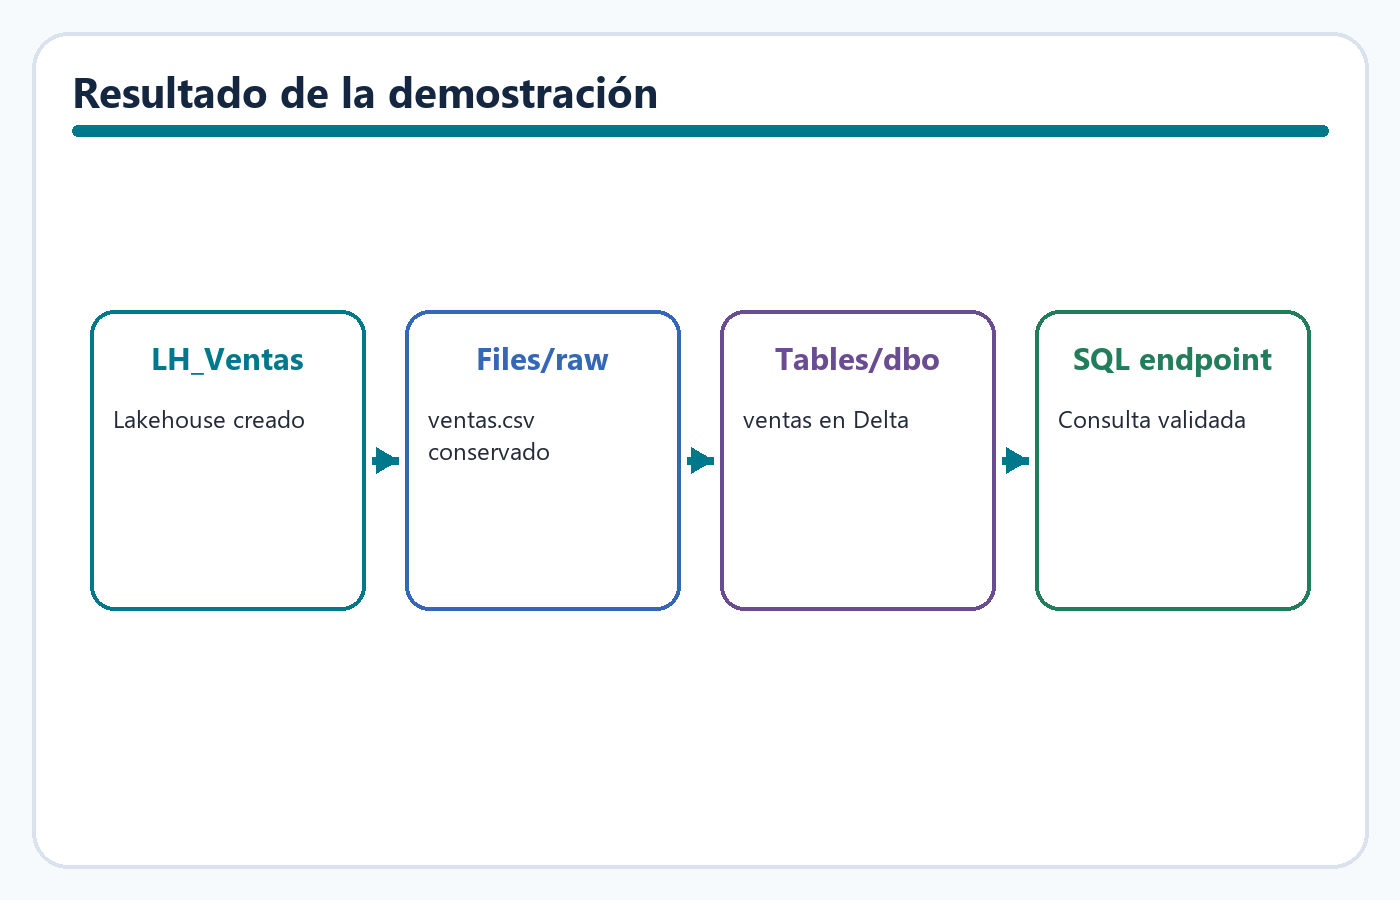 Resultado de la demostración
LH_Ventas
Lakehouse creado
Files/raw
ventas.csv
conservado
Tables/dbo
ventas en Delta
SQL endpoint
Consulta validada